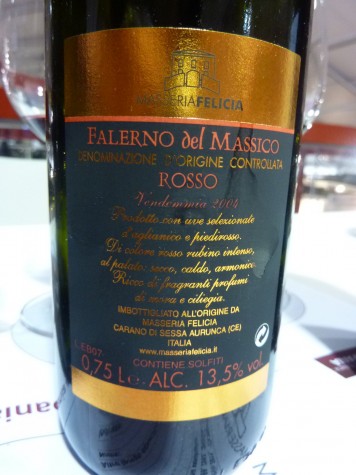 MASSERIAFELICIA
FALERNO del MASSICO
DENOMINAZIONE D'ORIGINE CONTROLLATA
ROSSO
Vendemmia 2004
Prodotto con uve selezionate
d'aglianico e piedirosso.
Di colore rosso rubino intenso,
al palato: secco, caldo, armonico.
Ricco di fragranti profumi
di mora e ciliegia.
IMBOTTIGLIATO ALL'ORIGINE DA
MASSERIA FELICIA
CARANO DI SESSA AURUNCA (CE)
ITALIA
www.masseriafelicia.it
L.EB07
CONTIENE SOLFITI
0,75 L e - ALC. 13,5% vol.